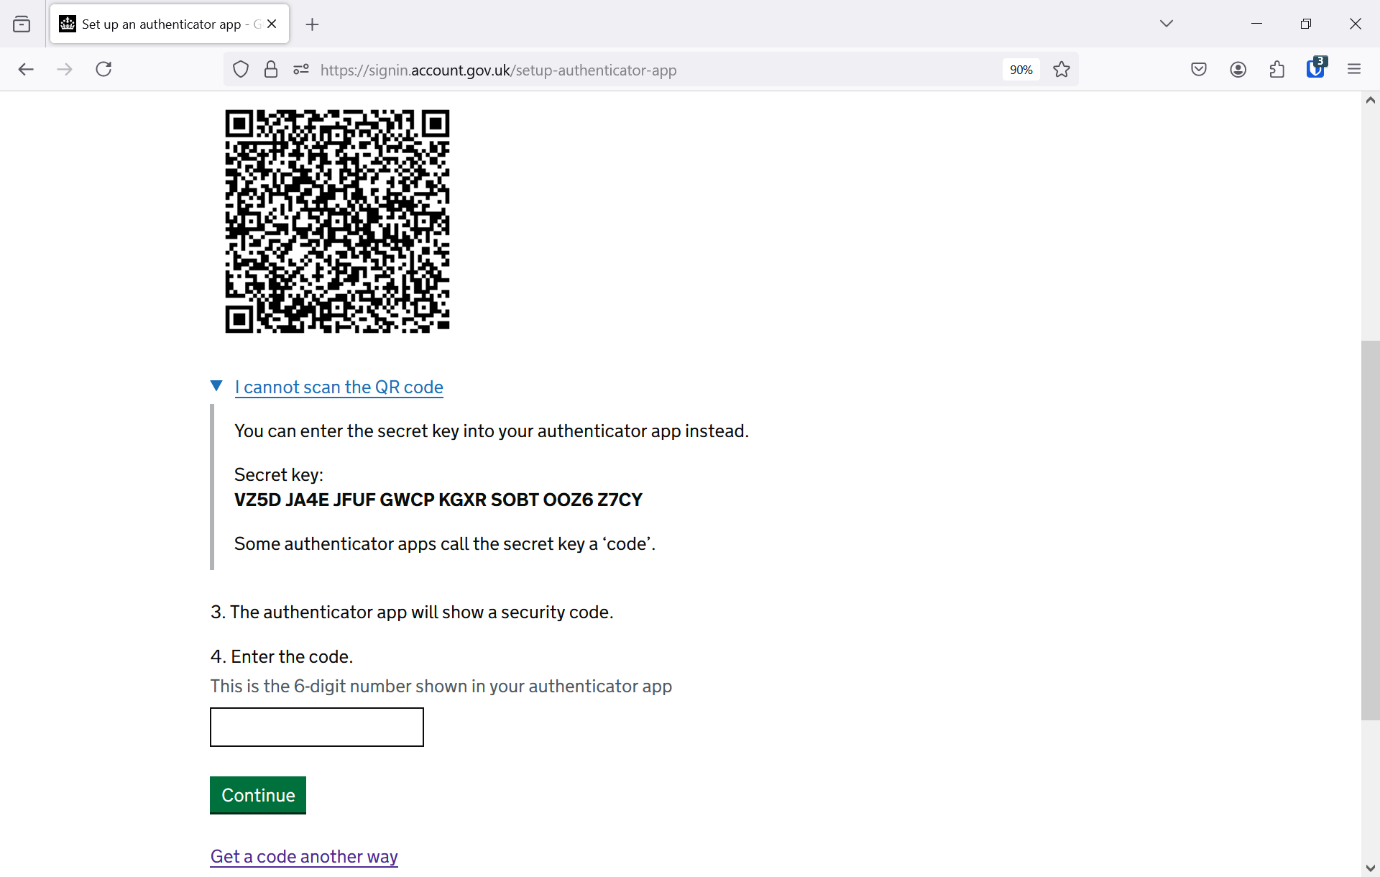 Set up an authenticator app - G
https://signin.account.gov.uk/setup-authenticator-app
90%
3
I cannot scan the QR code
You can enter the secret key into your authenticator app instead.
Secret key:
VZ5D JA4E JFUF GWCP KGXR SOBT OOZ6 Z7CY
Some authenticator apps call the secret key a ‘code’.
3. The authenticator app will show a security code.
4. Enter the code.
This is the 6-digit number shown in your authenticator app
Continue
Get a code another way